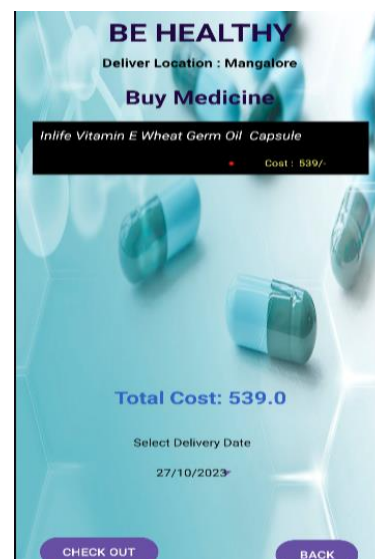 BE HEALTHY
Deliver Location : Mangalore
Buy Medicine
Inlife Vitamin E Wheat Germ Oil Capsule
Cost : 539/-
Total Cost: 539.0
Select Delivery Date
27/10/2023
CHECK OUT
BACK